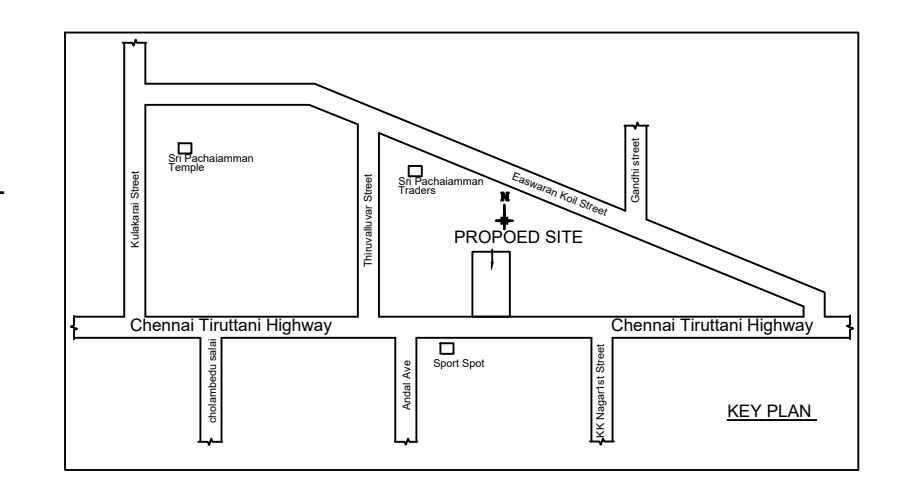 Sri Pachaiamman
Temple
Kulakarai Street
Thiruvalluvar Street
Sri Pachaiamman
Traders
Easwaran Koil Street
Gandhi street
N
PROPOED SITE
Chennai Tiruttani Highway
Chennai Tiruttani Highway
cholambedu salai
Andal Ave
Sport Spot
KK Nagar1st Street
KEY PLAN